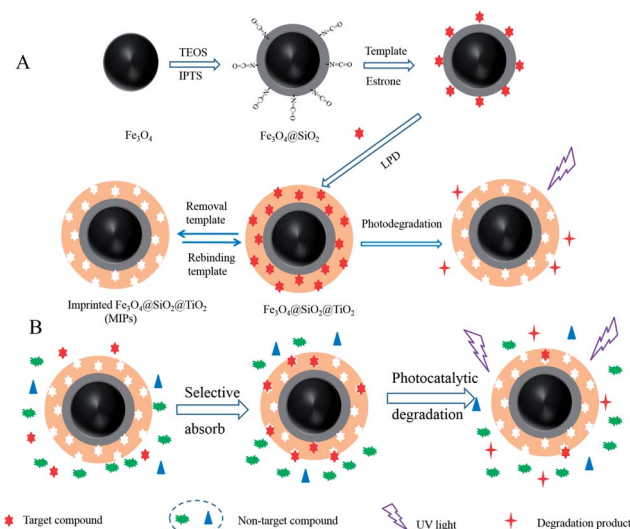 A
TEOS
IPTS
Template
Estrone
Fe₃O₄
Fe₃O₄@SiO₂
LPD
Removal
template
Rebinding
template
Photodegradation
Imprinted Fe₃O₄@SiO₂@TiO₂
(MIPs)
Fe₃O₄@SiO₂@TiO₂
B
Selective
absorb
Photocatalytic
degradation
Target compound
Non-target compound
UV light
Degradation product